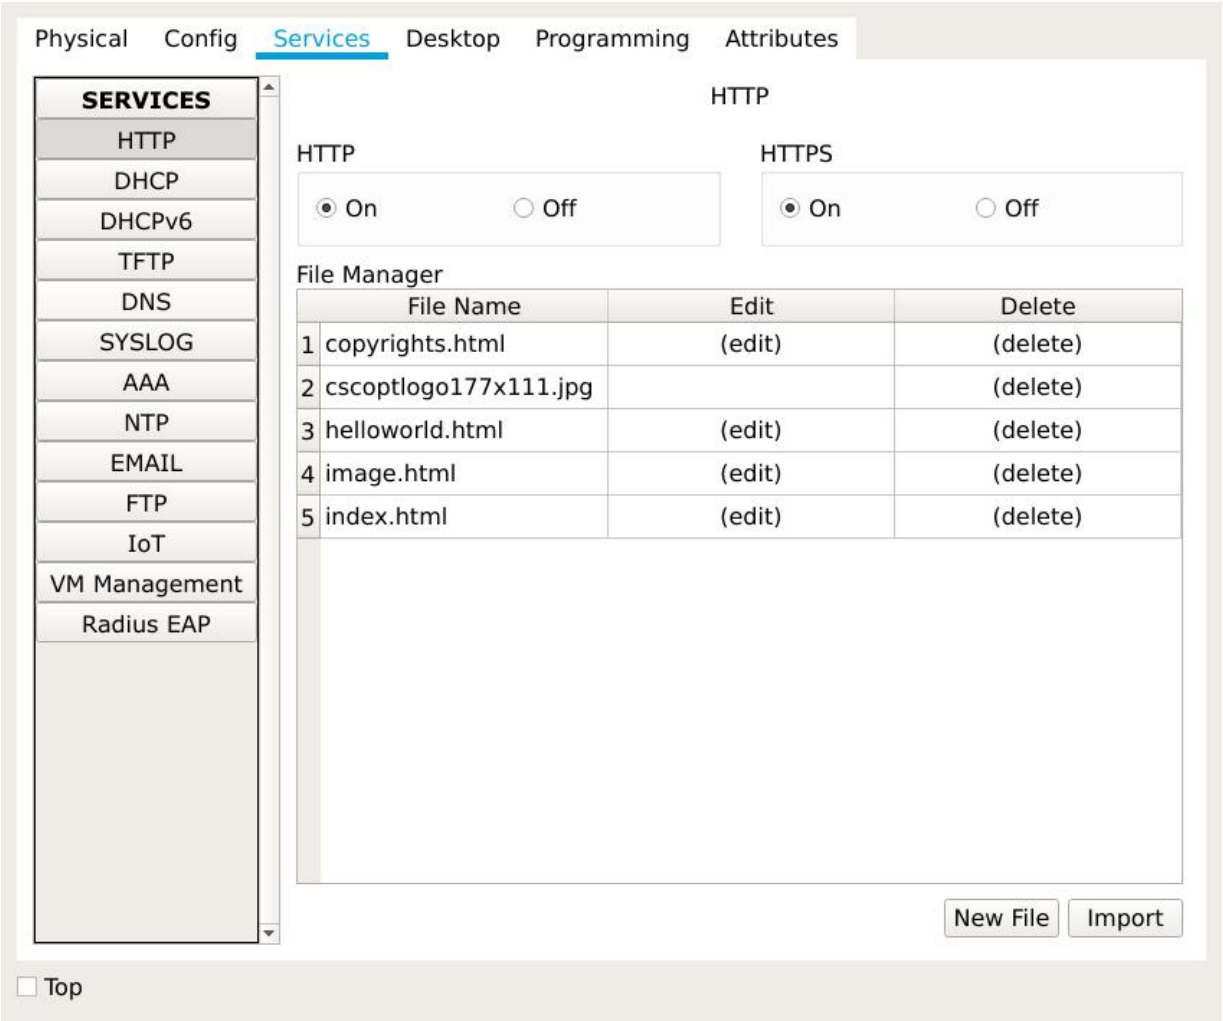 Physical Config Services Desktop Programming Attributes
SERVICES
HTTP
DHCP
DHCPv6
TFTP
DNS
SYSLOG
AAA
NTP
EMAIL
FTP
IoT
VM Management
Radius EAP
HTTP
HTTP HTTPS
On Off On Off
File Manager
File Name Edit Delete
1 copyrights.html (edit) (delete)
2 cscoptlogo177x111.jpg (delete)
3 helloworld.html (edit) (delete)
4 image.html (edit) (delete)
5 index.html (edit) (delete)
New File Import
Top